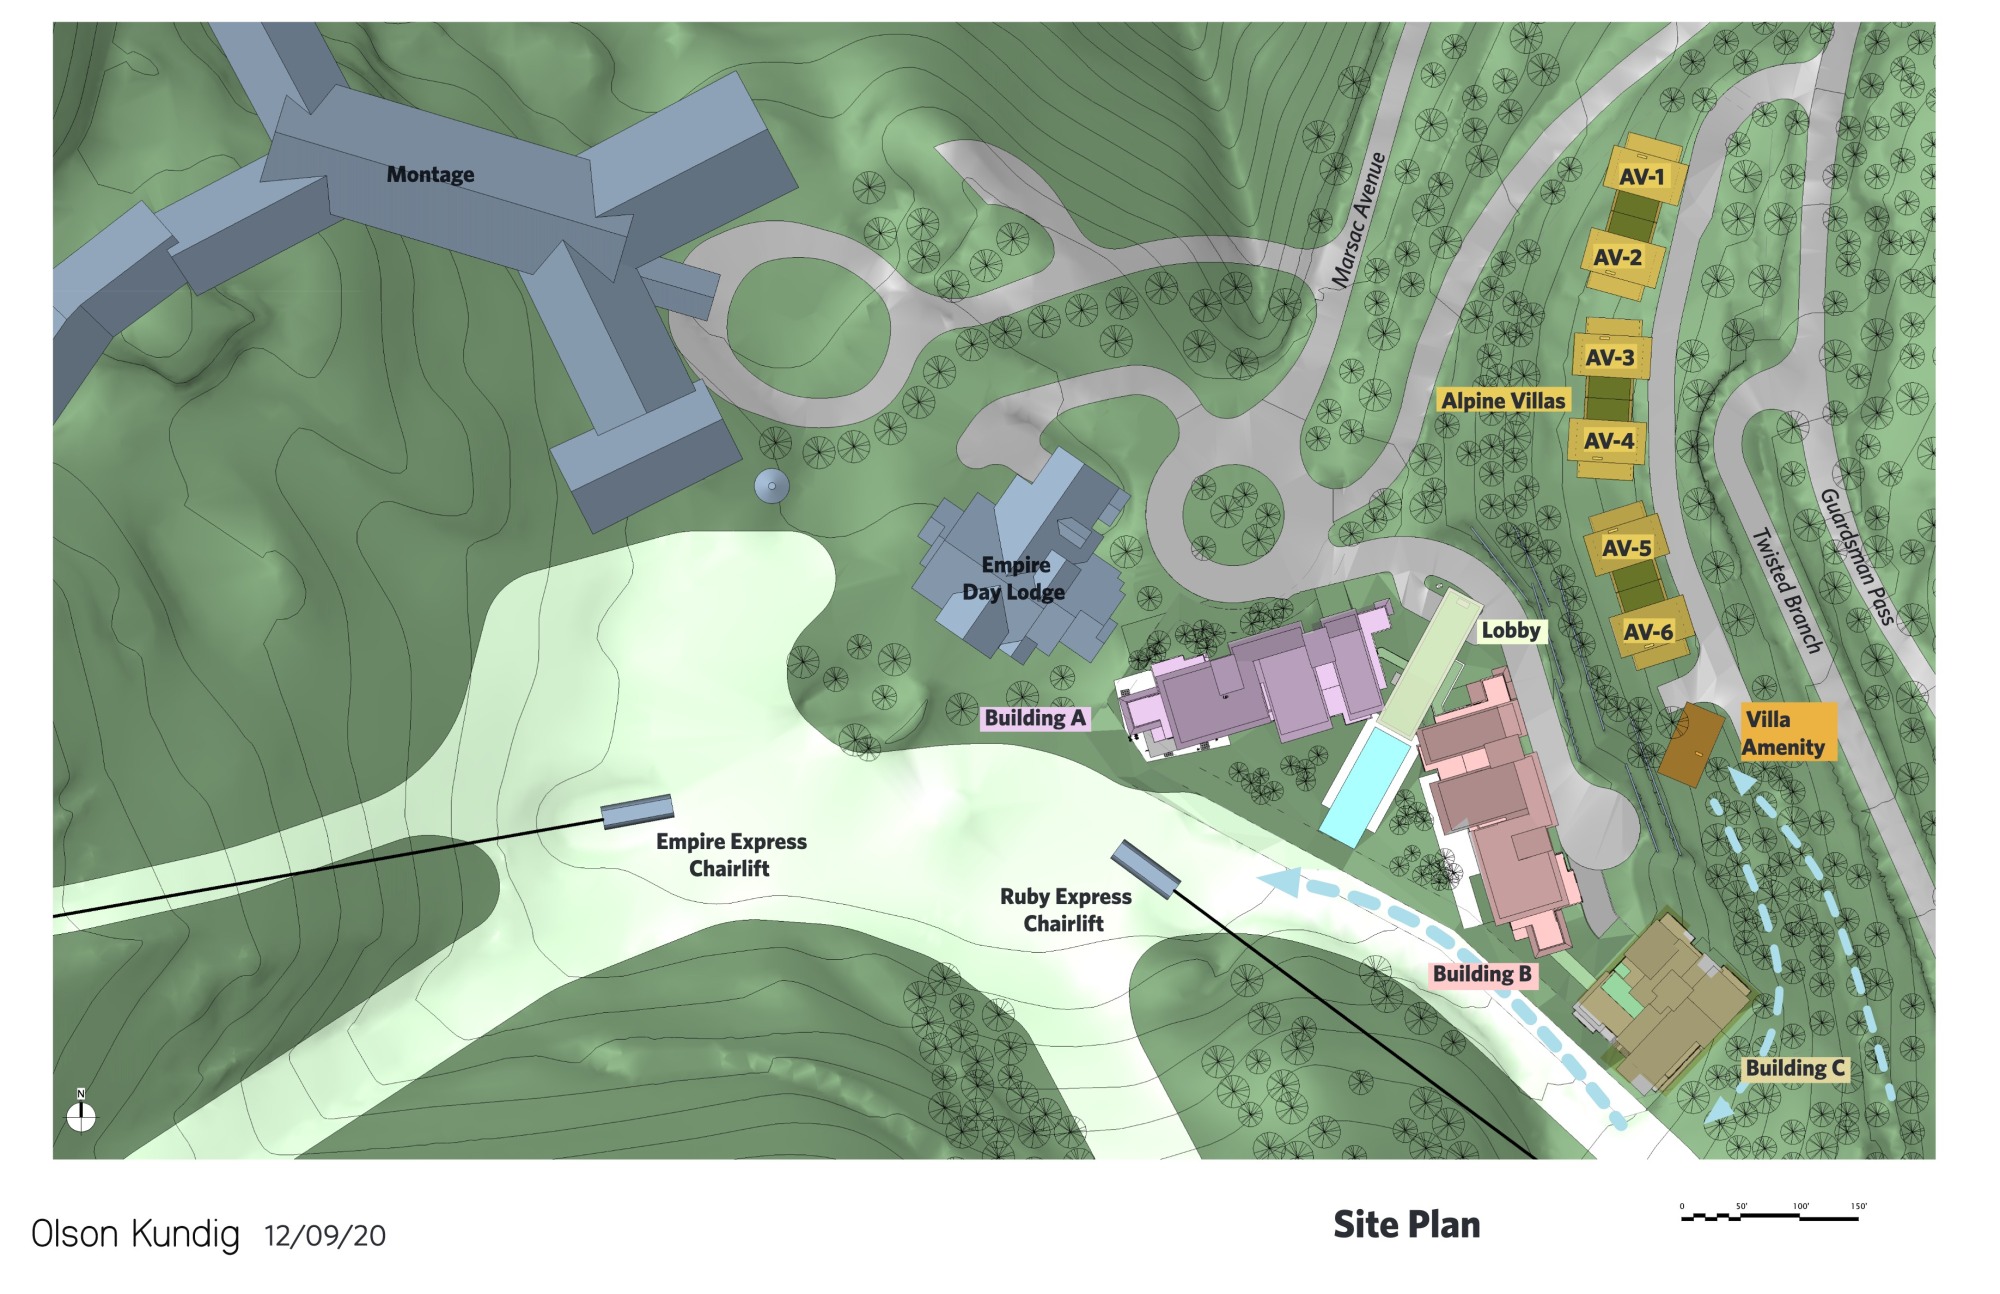 Montage
Marsac Avenue
AV-1
AV-2
AV-3
Alpine Villas
AV-4
Guardsman Pass
Twisted Branch
AV-5
Empire
Day Lodge
AV-6
Lobby
Building A
Villa
Amenity
Empire Express
Chairlift
Ruby Express
Chairlift
Building B
Building C
N
Olson Kundig 12/09/20
Site Plan
0 50' 100' 150'